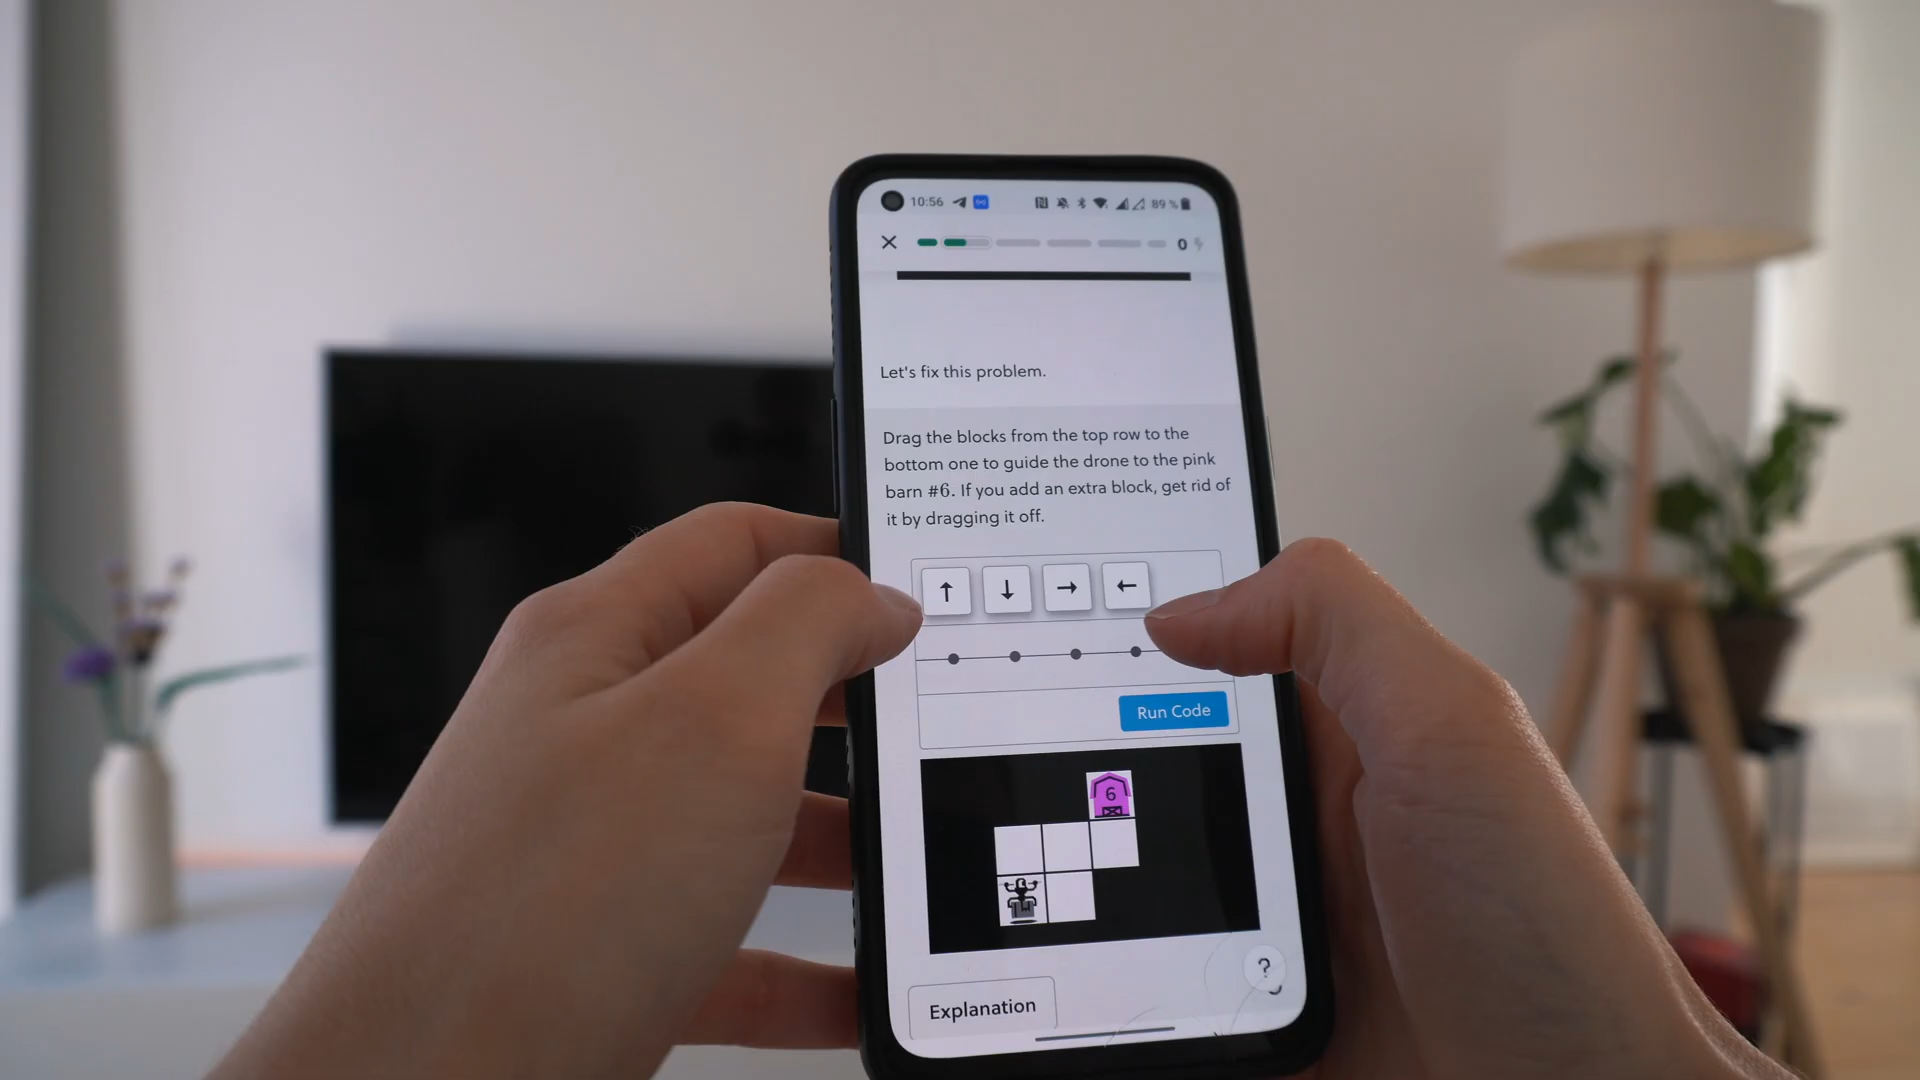 10:56
89 %
0
Let's fix this problem.
Drag the blocks from the top row to the
bottom one to guide the drone to the pink
barn #6. If you add an extra block, get rid of
it by dragging it off.
↑ ↓ → ←
Run Code
6
?
Explanation